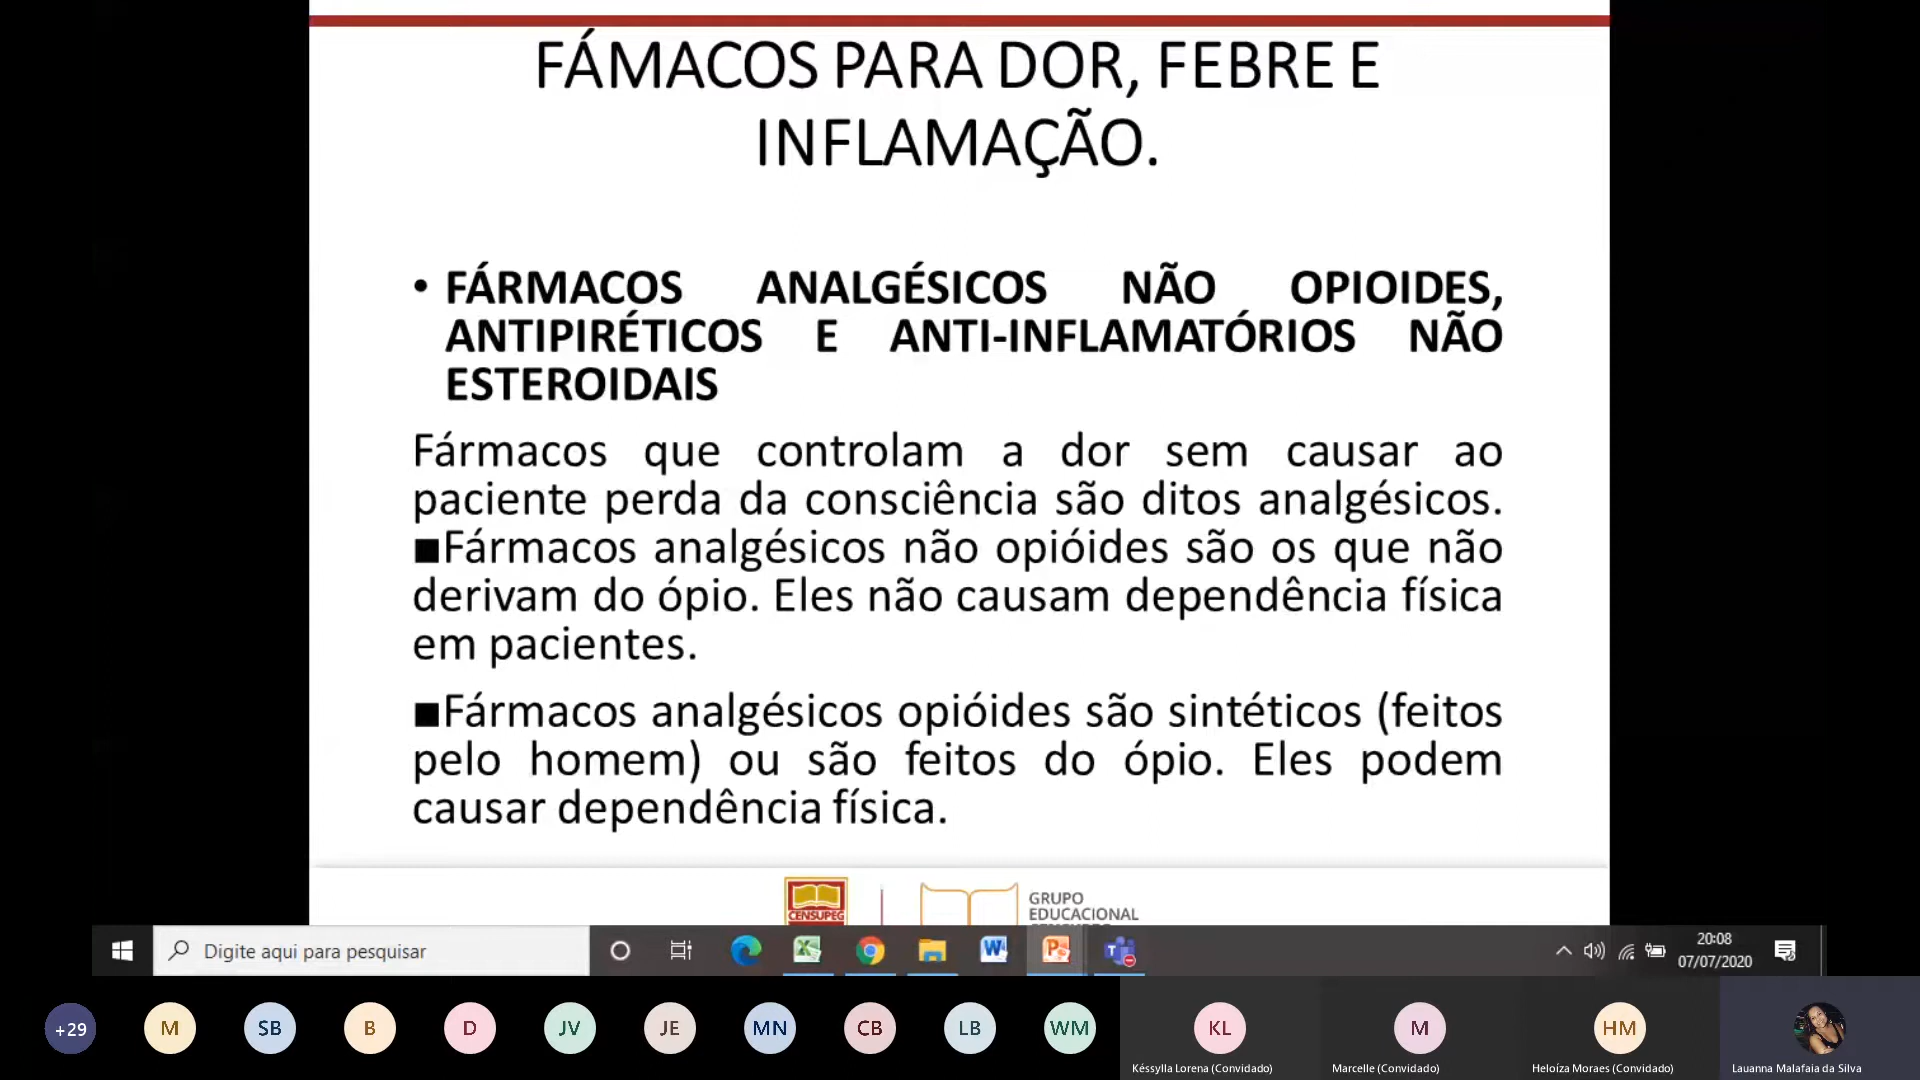 FÁMACOS PARA DOR, FEBRE E
INFLAMAÇÃO.
• FÁRMACOS ANALGÉSICOS NÃO OPIOIDES,
ANTIPIRÉTICOS E ANTI-INFLAMATÓRIOS NÃO
ESTEROIDAIS
Fármacos que controlam a dor sem causar ao
paciente perda da consciência são ditos analgésicos.
■Fármacos analgésicos não opióides são os que não
derivam do ópio. Eles não causam dependência física
em pacientes.
■Fármacos analgésicos opióides são sintéticos (feitos
pelo homem) ou são feitos do ópio. Eles podem
causar dependência física.
CENSUPEG
GRUPO
EDUCACIONAL
Digite aqui para pesquisar
20:08
07/07/2020
+29
M
SB
B
D
JV
JE
MN
CB
LB
WM
KL
M
HM
Késsylla Lorena (Convidado)
Marcelle (Convidado)
Heloíza Moraes (Convidado)
Lauanna Malafaia da Silva